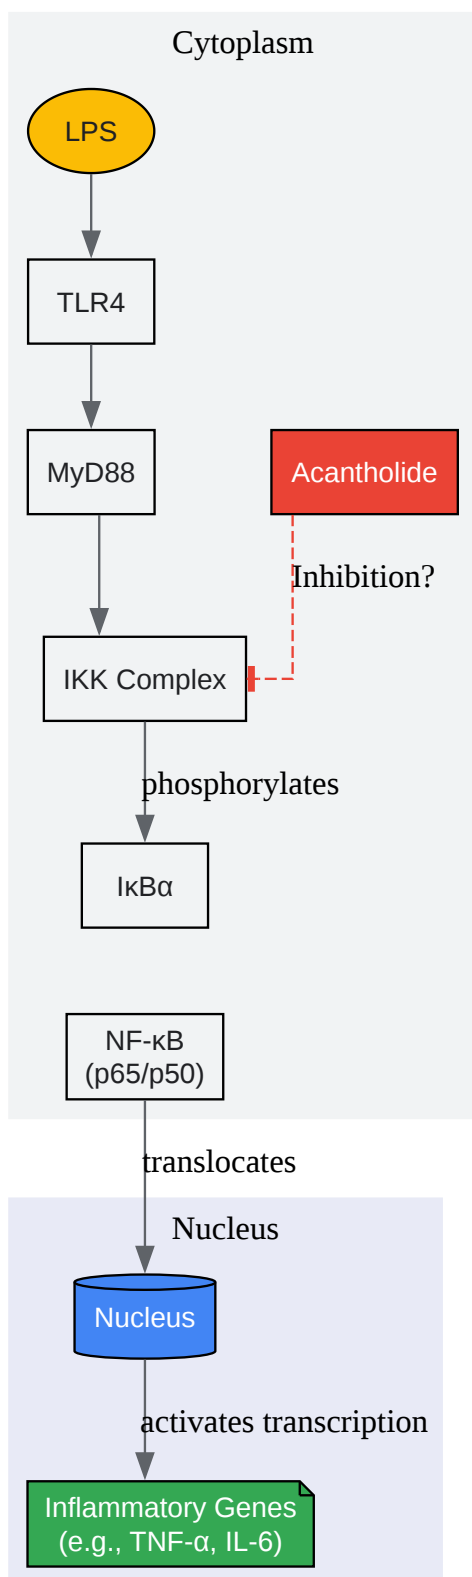 Cytoplasm
LPS
TLR4
MyD88
Acantholide
Inhibition?
IKK Complex
phosphorylates
IκBα
NF-κB
(p65/p50)
translocates
Nucleus
Nucleus
activates transcription
Inflammatory Genes
(e.g., TNF-α, IL-6)